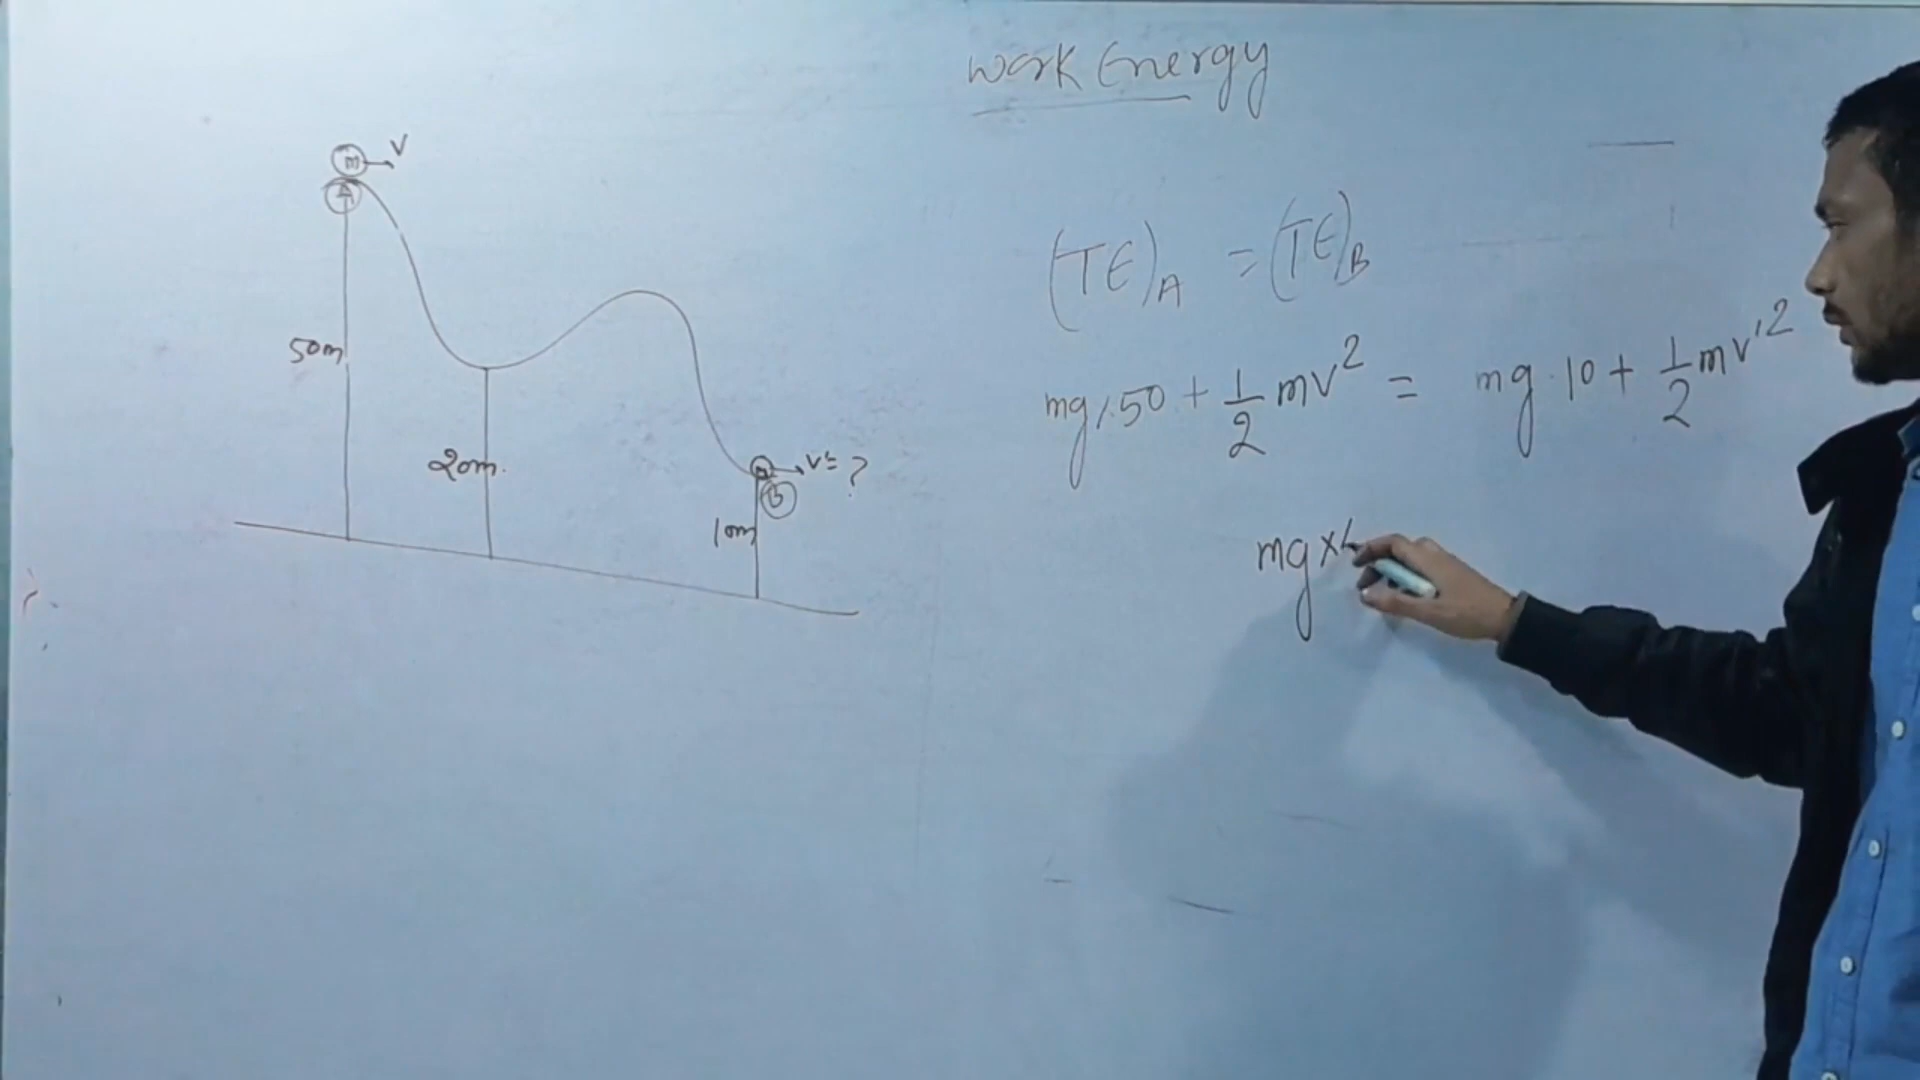 Work Energy
m → v
A
50m
20m.
m → v' = ?
B
10m
(TE)A = (TE)B
mg.50 + 1/2 mv² = mg.10 + 1/2 mv'²
mg×4